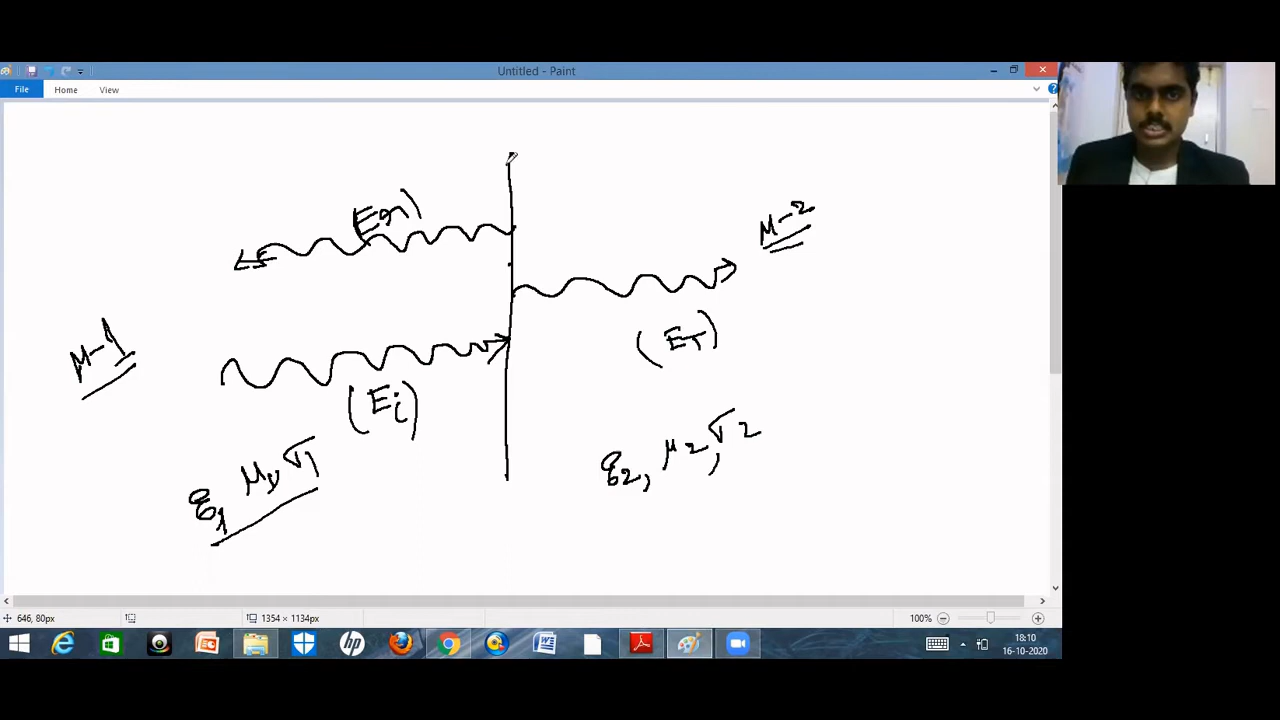 Untitled - Paint
File Home View
(Er)
M-2
M-1
(ET)
(Ei)
ε1 μ1, σ1
ε2, μ2, σ2
646, 80px
1354 × 1134px
100%
18:10
16-10-2020